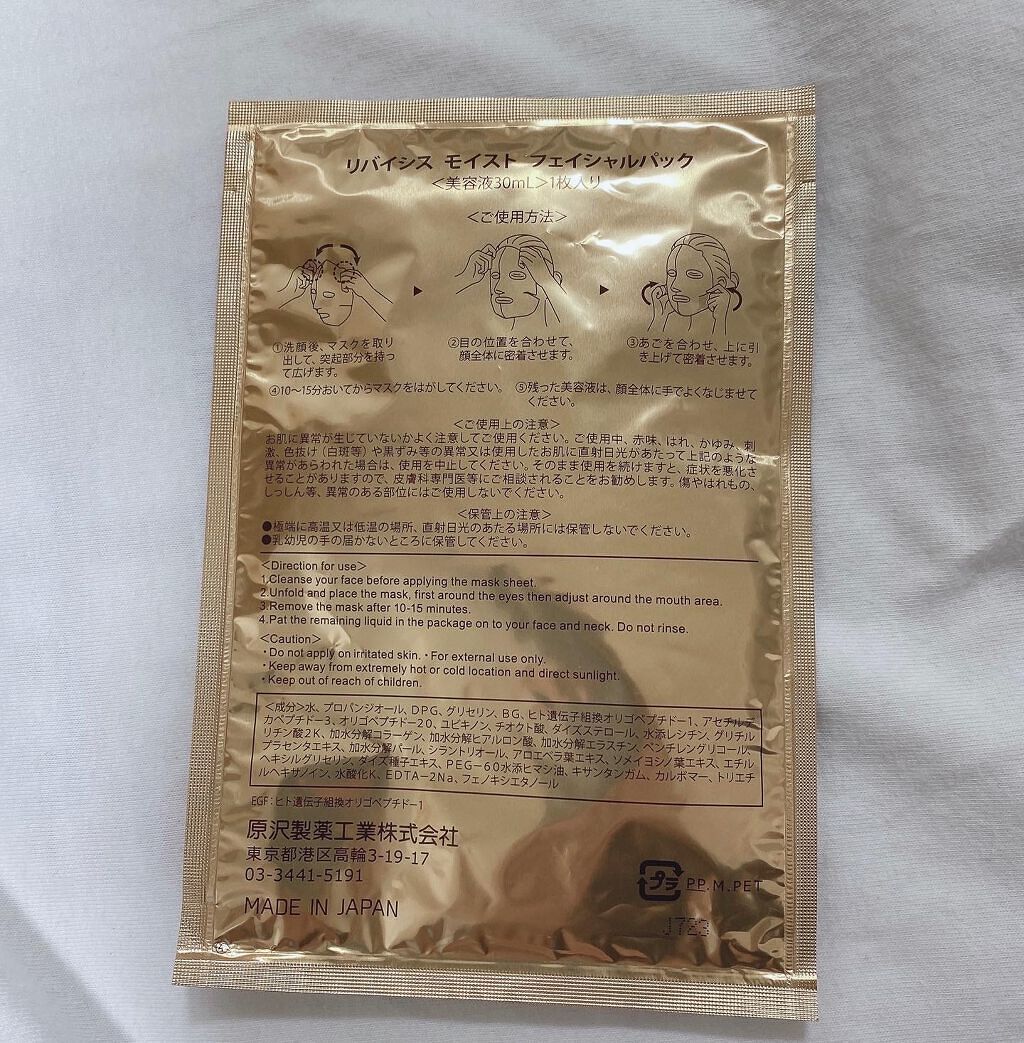 リバイシス モイスト フェイシャルパック
＜美容液30mL＞1枚入り
＜ご使用方法＞
①洗顔後、マスクを取り
出して、突起部分を持っ
て広げます。
②目の位置を合わせて、
顔全体に密着させます。
③あごを合わせ、上に引
き上げて密着させます。
④10〜15分おいてからマスクをはがしてください。
⑤残った美容液は、顔全体に手でよくなじませて
ください。
＜ご使用上の注意＞
お肌に異常が生じていないかよく注意してご使用ください。ご使用中、赤味、はれ、かゆみ、刺
激、色抜け（白斑等）や黒ずみ等の異常又は使用したお肌に直射日光があたって上記のような
異常があらわれた場合は、使用を中止してください。そのまま使用を続けますと、症状を悪化さ
せることがありますので、皮膚科専門医等にご相談されることをお勧めします。傷やはれもの、
しっしん等、異常のある部位にはご使用しないでください。
＜保管上の注意＞
●極端に高温又は低温の場所、直射日光のあたる場所には保管しないでください。
●乳幼児の手の届かないところに保管してください。
＜Direction for use＞
1.Cleanse your face before applying the mask sheet.
2.Unfold and place the mask, first around the eyes then adjust around the mouth area.
3.Remove the mask after 10-15 minutes.
4.Pat the remaining liquid in the package on to your face and neck. Do not rinse.
＜Caution＞
・Do not apply on irritated skin. ・For external use only.
・Keep away from extremely hot or cold location and direct sunlight.
・Keep out of reach of children.
＜成分＞水、プロパンジオール、DPG、グリセリン、BG、ヒト遺伝子組換オリゴペプチド－1、アセチルデ
カペプチド－3、オリゴペプチド－20、ユビキノン、チオクト酸、ダイズステロール、水添レシチン、グリチル
リチン酸2K、加水分解コラーゲン、加水分解ヒアルロン酸、加水分解エラスチン、ペンチレングリコール、
プラセンタエキス、加水分解パール、シラントリオール、アロエベラ葉エキス、ソメイヨシノ葉エキス、エチル
ヘキシルグリセリン、ダイズ種子エキス、PEG－60水添ヒマシ油、キサンタンガム、カルボマー、トリエチ
ルヘキサノイン、水酸化K、EDTA－2Na、フェノキシエタノール
EGF：ヒト遺伝子組換オリゴペプチド－1
原沢製薬工業株式会社
東京都港区高輪3-19-17
03-3441-5191
MADE IN JAPAN
プラ PP.M.PET
J723